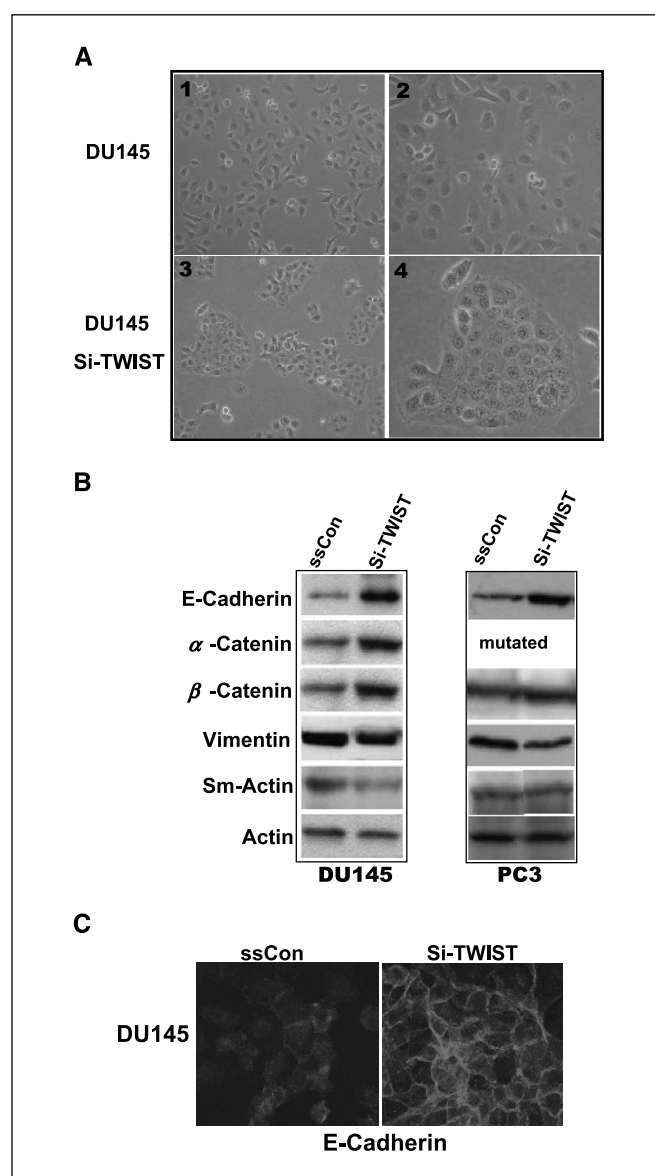 A
DU145
1
2
DU145
Si-TWIST
3
4
B
ssCon
Si-TWIST
ssCon
Si-TWIST
E-Cadherin
α-Catenin
mutated
β-Catenin
Vimentin
Sm-Actin
Actin
DU145
PC3
C
ssCon
Si-TWIST
DU145
E-Cadherin